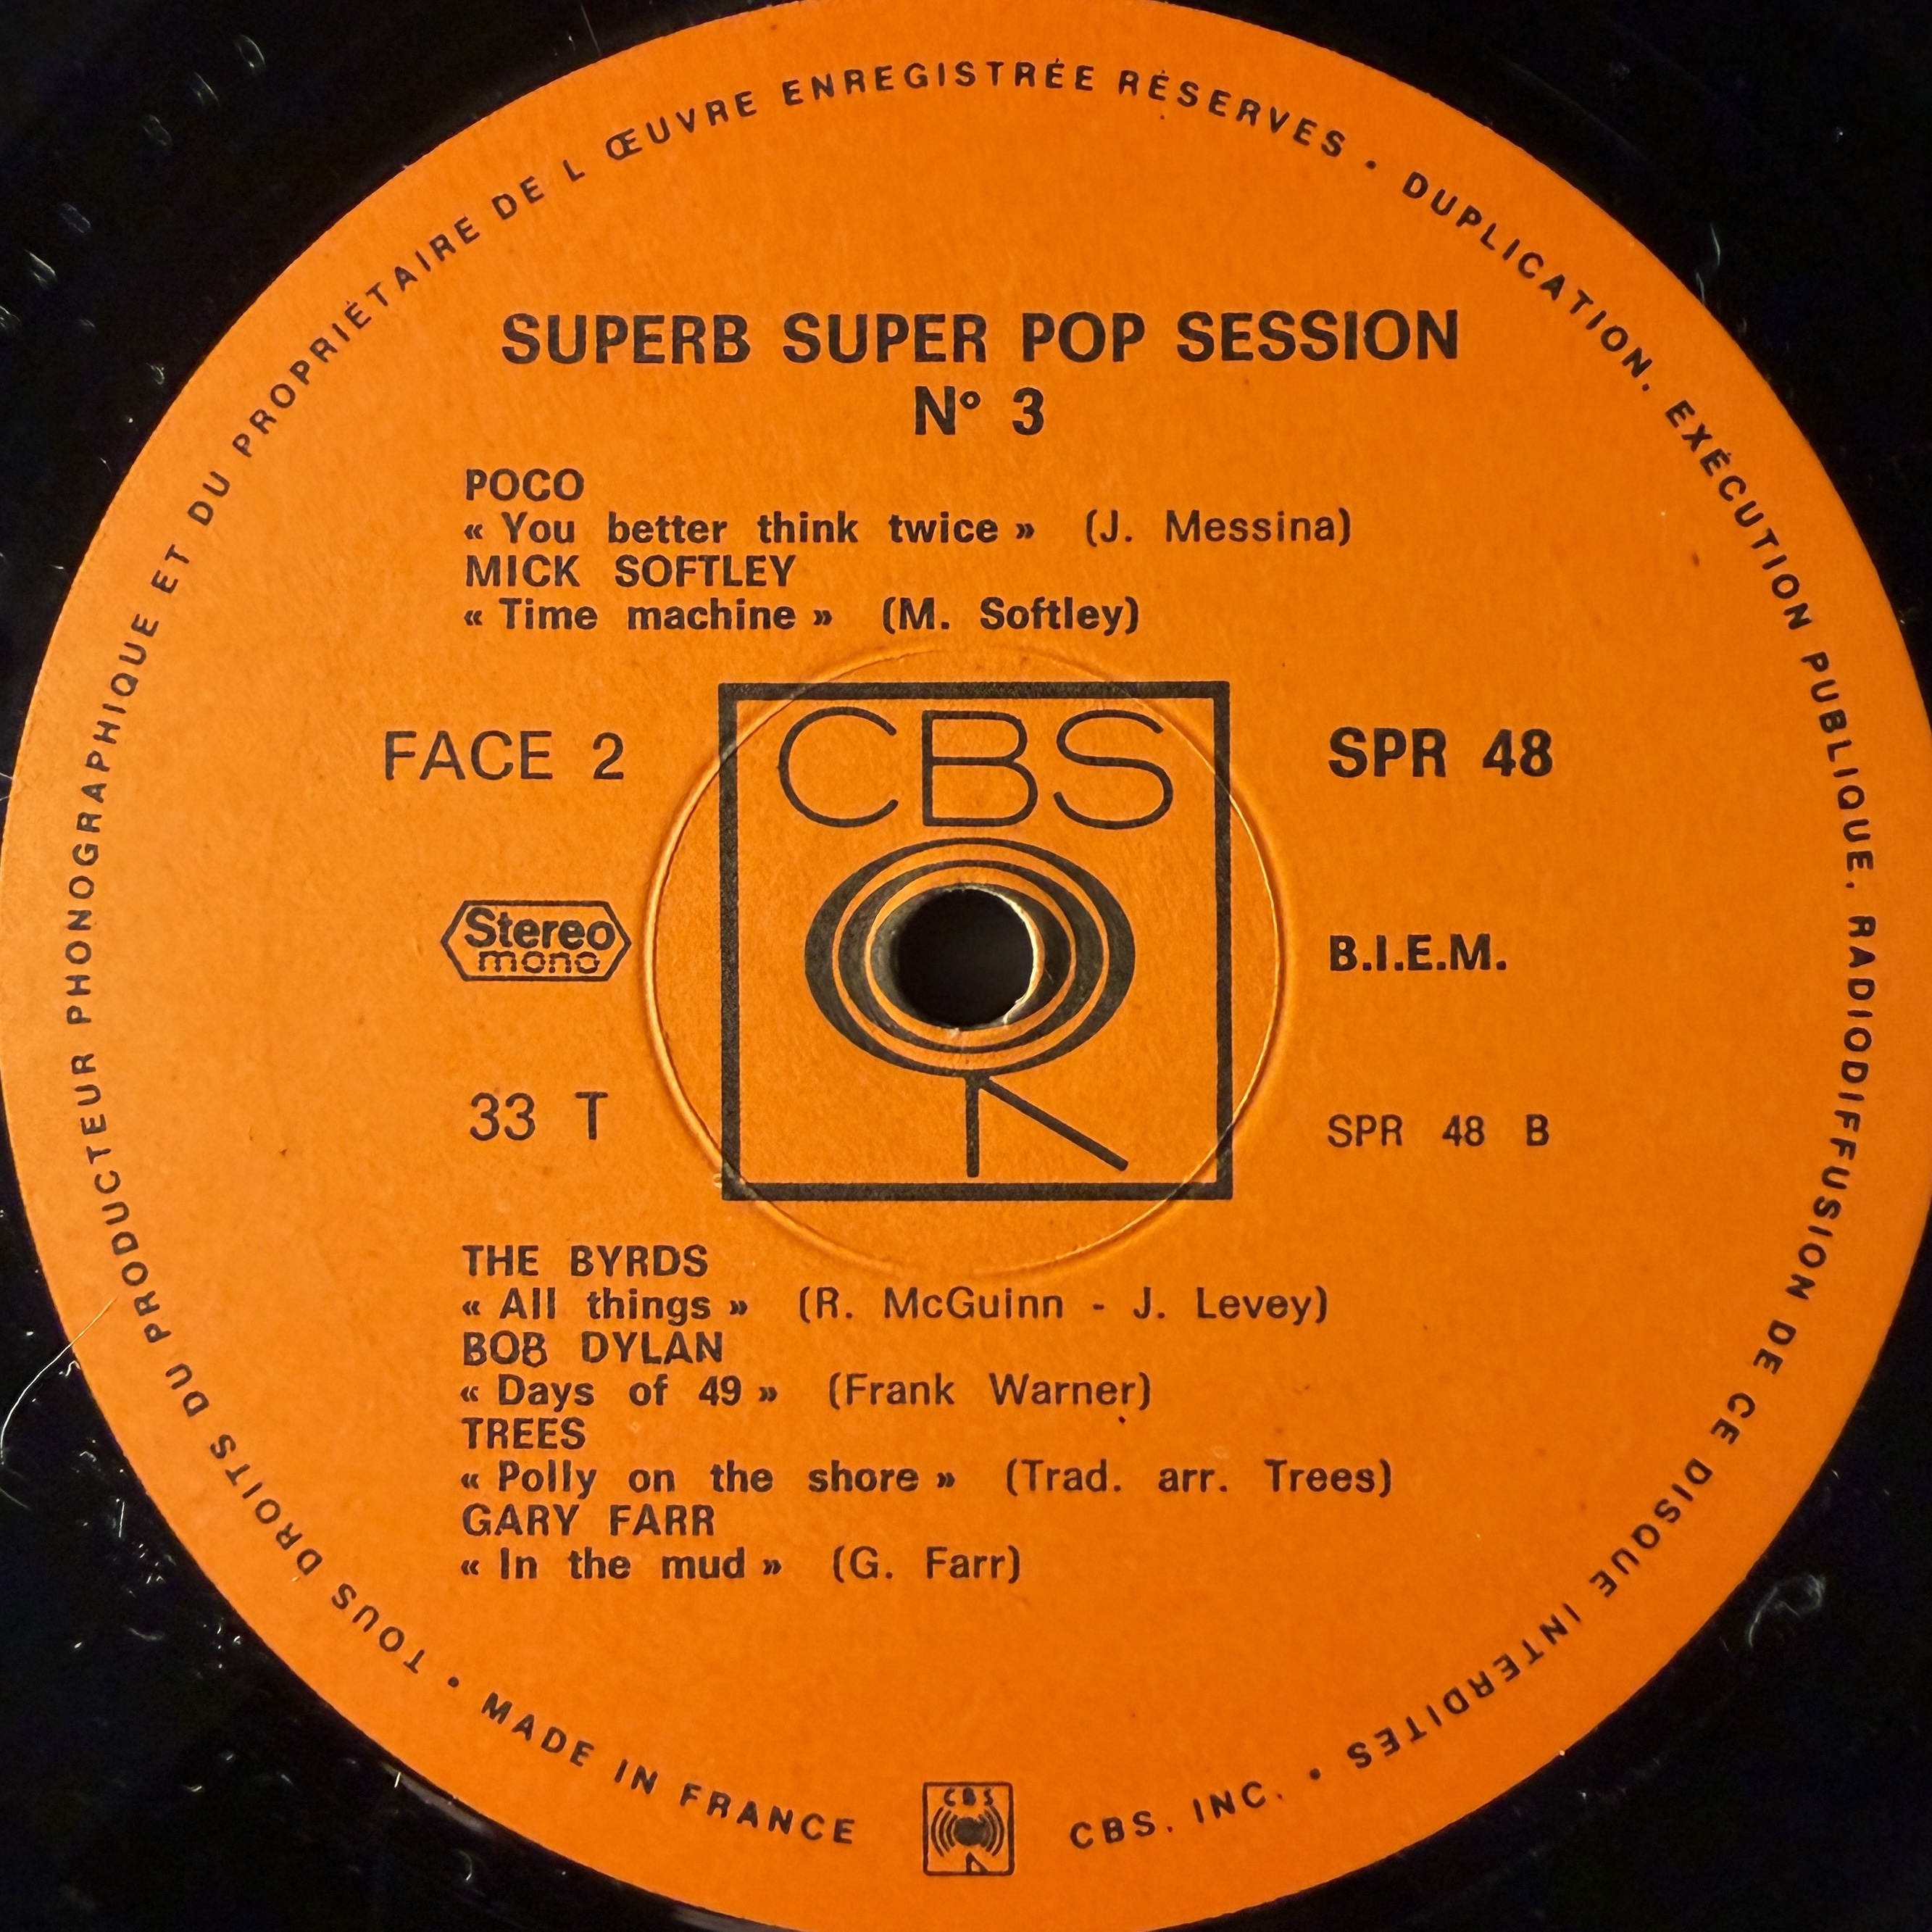 TOUS DROITS DU PRODUCTEUR PHONOGRAPHIQUE ET DU PROPRIÉTAIRE DE L ŒUVRE ENREGISTRÉE RÉSERVES • DUPLICATION. EXÉCUTION PUBLIQUE. RADIODIFFUSION DE CE DISQUE INTERDITES •
SUPERB SUPER POP SESSION
N° 3
POCO
« You better think twice » (J. Messina)
MICK SOFTLEY
« Time machine » (M. Softley)
FACE 2
CBS
SPR 48
Stereo
mono
B.I.E.M.
33 T
SPR 48 B
THE BYRDS
« All things » (R. McGuinn - J. Levey)
BOB DYLAN
« Days of 49 » (Frank Warner)
TREES
« Polly on the shore » (Trad. arr. Trees)
GARY FARR
« In the mud » (G. Farr)
• MADE IN FRANCE
CBS
CBS. INC.